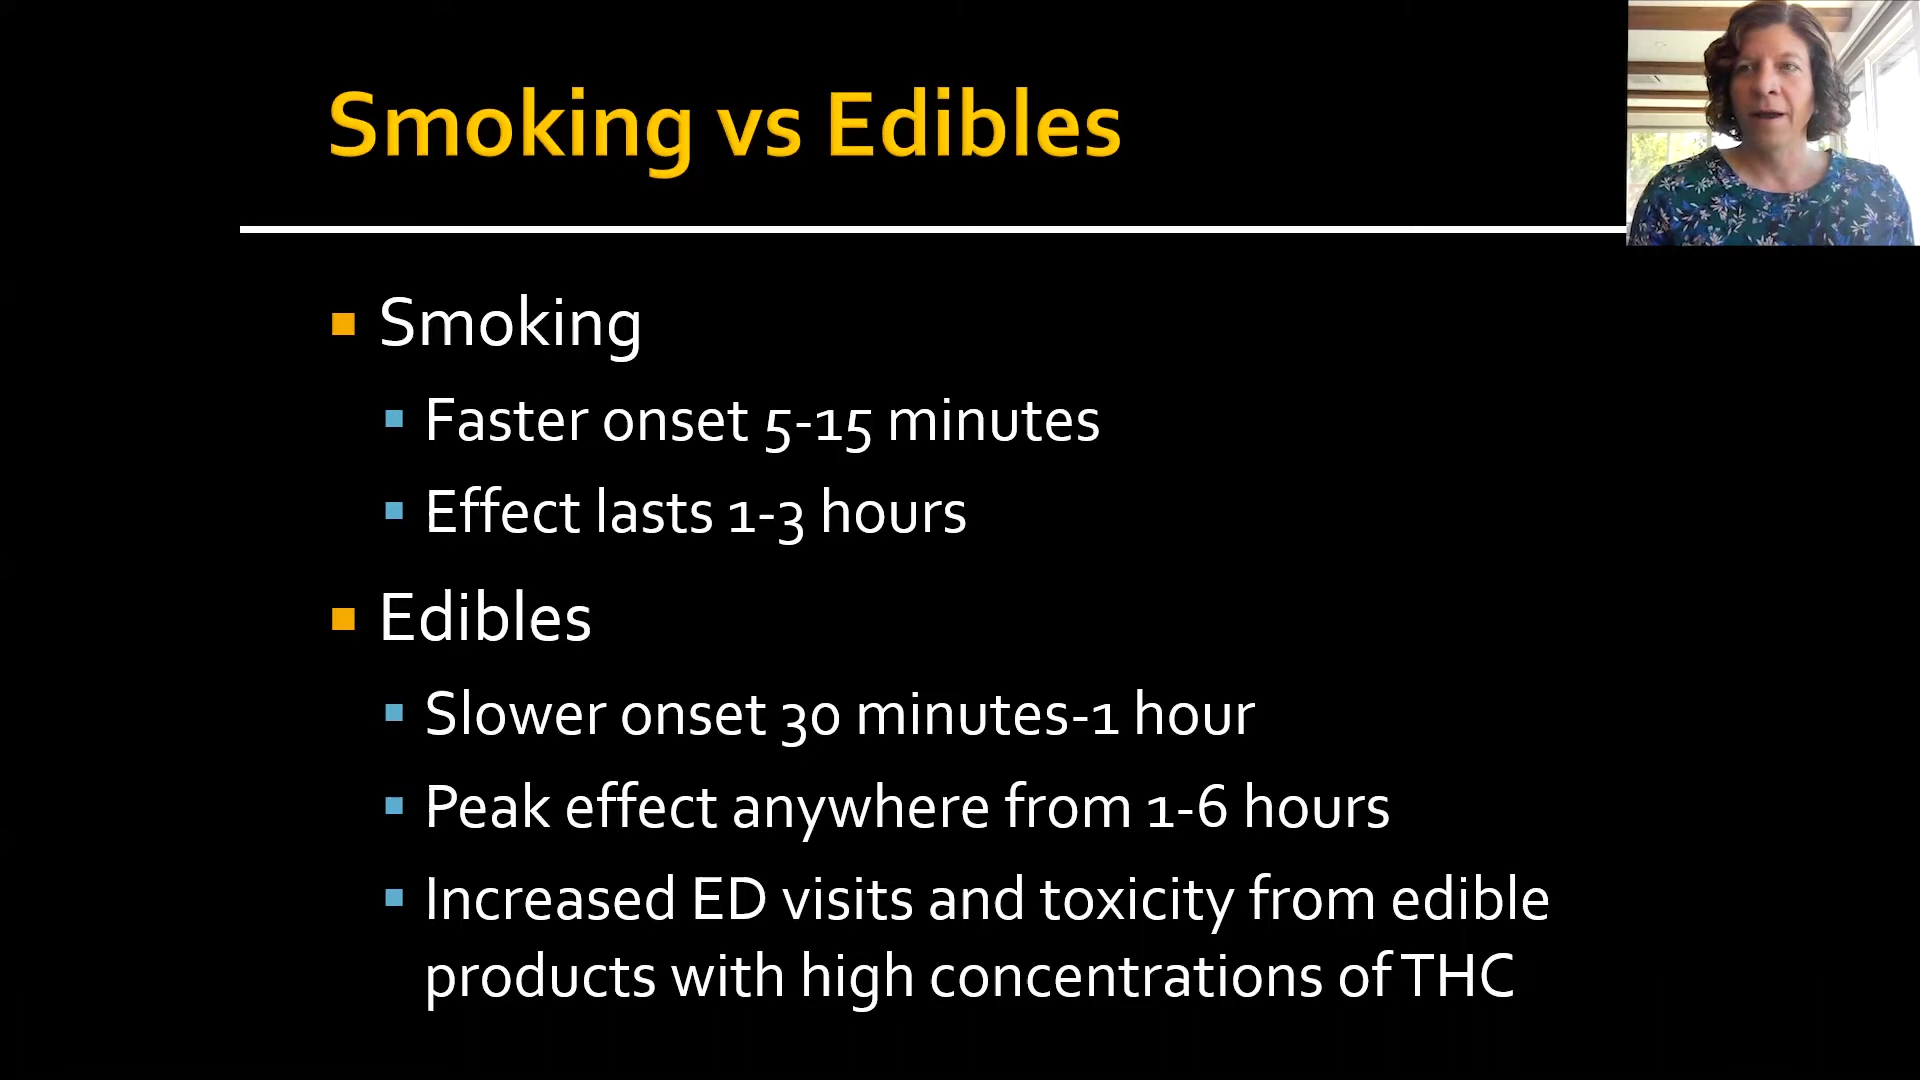 Smoking vs Edibles
Smoking
Faster onset 5-15 minutes
Effect lasts 1-3 hours
Edibles
Slower onset 30 minutes-1 hour
Peak effect anywhere from 1-6 hours
Increased ED visits and toxicity from edible
products with high concentrations of THC